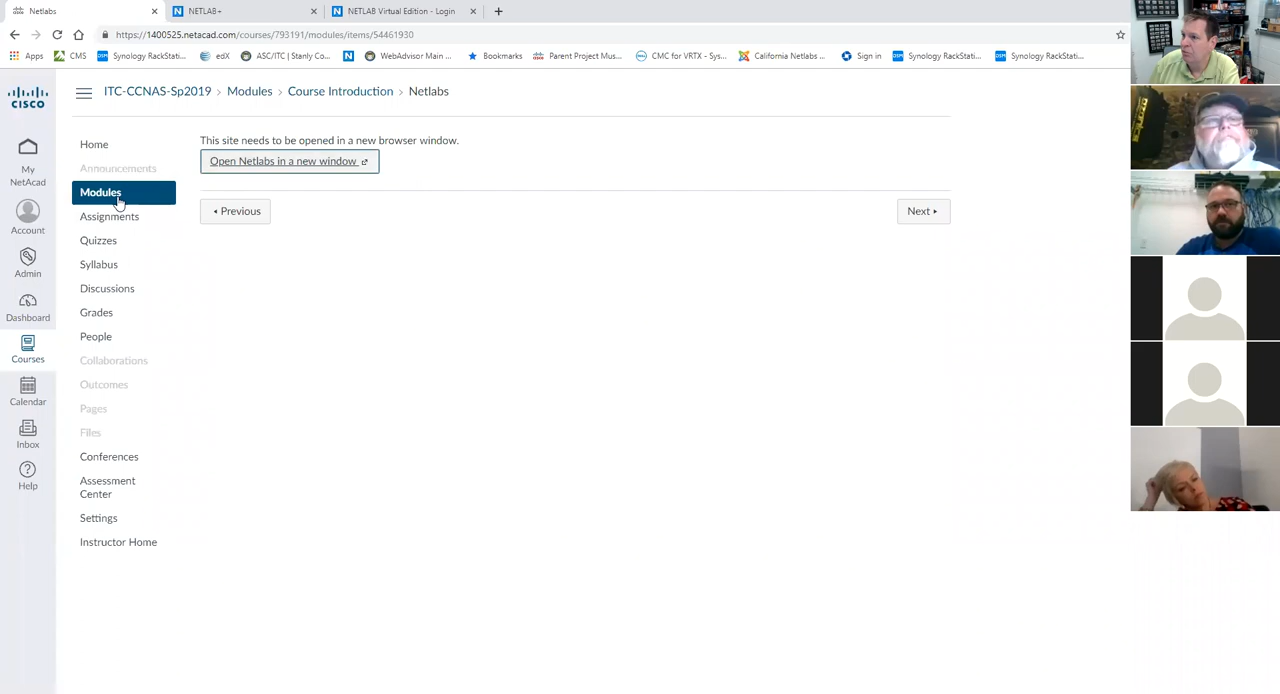 Netlabs
NETLAB+
NETLAB Virtual Edition - Login
https://1400525.netacad.com/courses/793191/modules/items/54461930
Apps
CMS
Synology RackStati...
edX
ASC/ITC | Story Co...
WebAdvisor Main ...
Bookmarks
Parent Project Mus...
CMC for VRTX - Sys...
California Netlabs ...
Sign in
Synology RackStati...
Synology RackStati...
CISCO
ITC-CCNAS-Sp2019 › Modules › Course Introduction › Netlabs
My
NetAcad
Account
Admin
Dashboard
Courses
Calendar
Inbox
Help
Home
Announcements
Modules
Assignments
Quizzes
Syllabus
Discussions
Grades
People
Collaborations
Outcomes
Pages
Files
Conferences
Assessment
Center
Settings
Instructor Home
This site needs to be opened in a new browser window.
Open Netlabs in a new window
Previous
Next